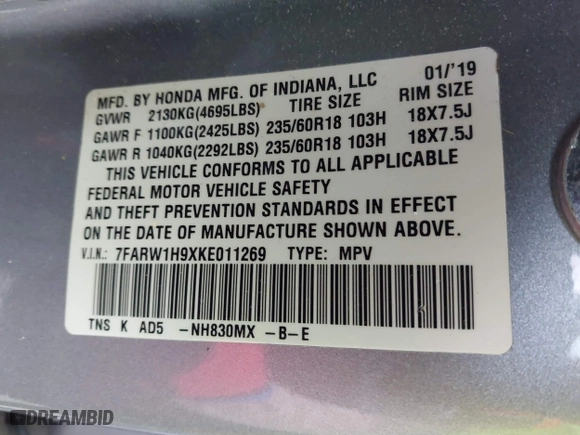 MFD. BY HONDA MFG. OF INDIANA, LLC 01/'19
GVWR 2130KG(4695LBS) TIRE SIZE RIM SIZE
GAWR F 1100KG(2425LBS) 235/60R18 103H 18X7.5J
GAWR R 1040KG(2292LBS) 235/60R18 103H 18X7.5J
THIS VEHICLE CONFORMS TO ALL APPLICABLE
FEDERAL MOTOR VEHICLE SAFETY
AND THEFT PREVENTION STANDARDS IN EFFECT
ON THE DATE OF MANUFACTURE SHOWN ABOVE.
V.I.N.: 7FARW1H9XKE011269 TYPE: MPV
TNS K AD5 -NH830MX -B-E
DREAMBID